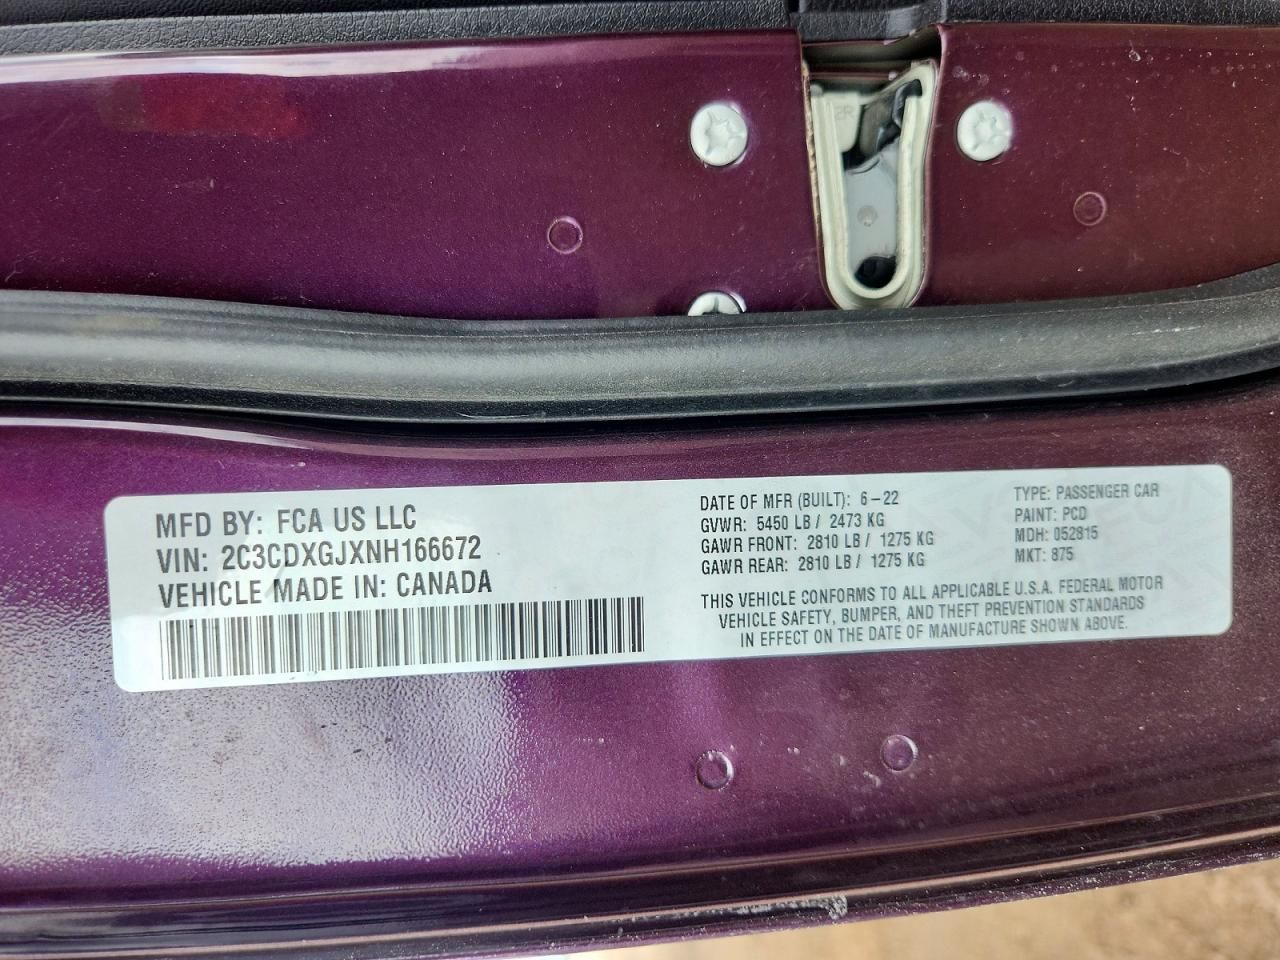 MFD BY: FCA US LLC
VIN: 2C3CDXGJXNH166672
VEHICLE MADE IN: CANADA
DATE OF MFR (BUILT): 6-22
GVWR: 5450 LB / 2473 KG
GAWR FRONT: 2810 LB / 1275 KG
GAWR REAR: 2810 LB / 1275 KG
TYPE: PASSENGER CAR
PAINT: PCD
MDH: 052815
MKT: 875
THIS VEHICLE CONFORMS TO ALL APPLICABLE U.S.A. FEDERAL MOTOR
VEHICLE SAFETY, BUMPER, AND THEFT PREVENTION STANDARDS
IN EFFECT ON THE DATE OF MANUFACTURE SHOWN ABOVE.